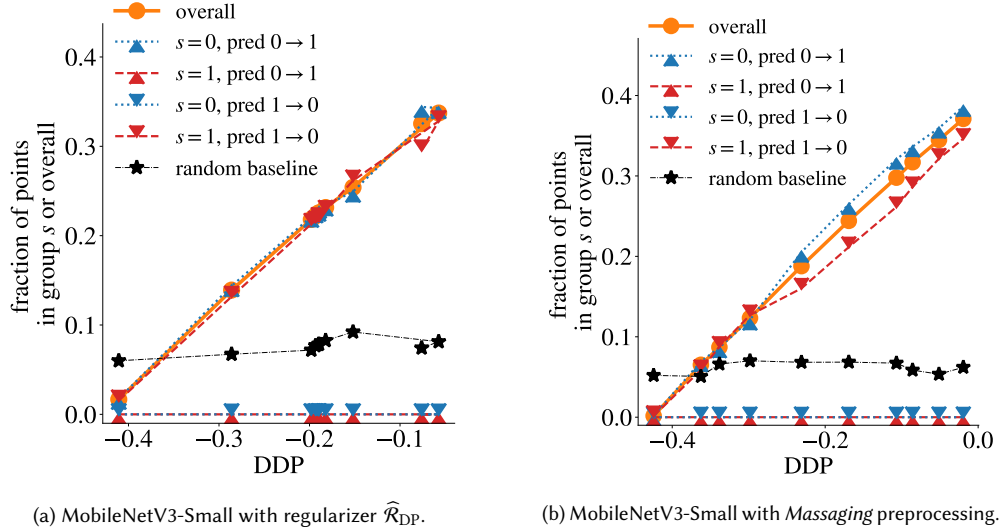 overall
s = 0, pred 0 → 1
s = 1, pred 0 → 1
s = 0, pred 1 → 0
s = 1, pred 1 → 0
random baseline
fraction of points
in group s or overall
0.4
0.3
0.2
0.1
0.0
−0.4
−0.3
−0.2
−0.1
DDP
(a) MobileNetV3-Small with regularizer R̂_DP.
overall
s = 0, pred 0 → 1
s = 1, pred 0 → 1
s = 0, pred 1 → 0
s = 1, pred 1 → 0
random baseline
fraction of points
in group s or overall
0.4
0.3
0.2
0.1
0.0
−0.4
−0.2
0.0
DDP
(b) MobileNetV3-Small with Massaging preprocessing.